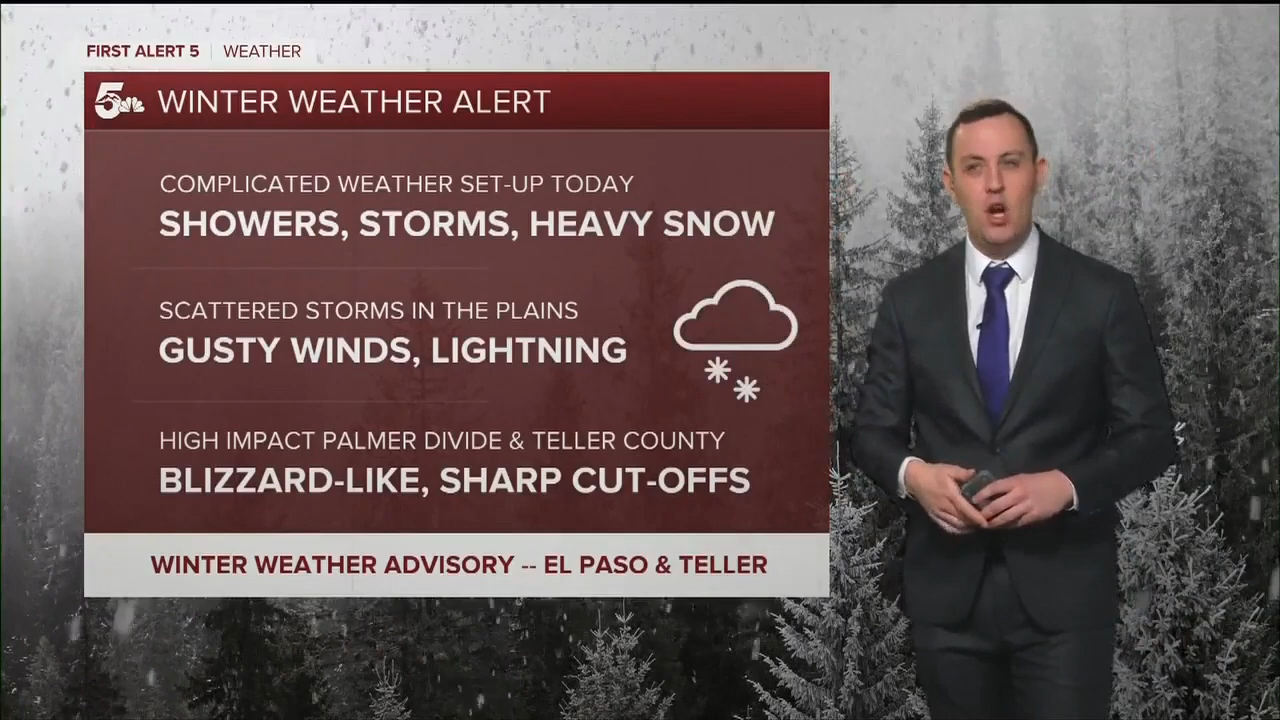 FIRST ALERT 5 | WEATHER
5 WINTER WEATHER ALERT
COMPLICATED WEATHER SET-UP TODAY
SHOWERS, STORMS, HEAVY SNOW
SCATTERED STORMS IN THE PLAINS
GUSTY WINDS, LIGHTNING
HIGH IMPACT PALMER DIVIDE & TELLER COUNTY
BLIZZARD-LIKE, SHARP CUT-OFFS
WINTER WEATHER ADVISORY -- EL PASO & TELLER